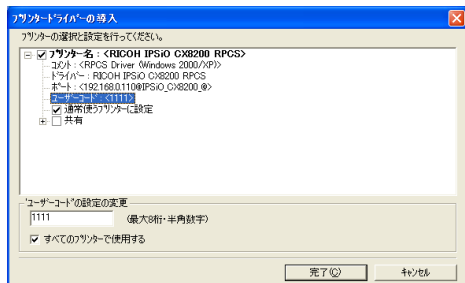 プリンタードライバーの導入
プリンターの選択と設定を行ってください。
プリンター名 : <RICOH IPSiO CX8200 RPCS>
コメント : <RPCS Driver (Windows 2000/XP)>
ドライバー : RICOH IPSiO CX8200 RPCS
ポート : <192.168.0.110@IPSiO_CX8200_@>
ユーザーコード : <1111>
通常使うプリンターに設定
共有
'ユーザーコード'の設定の変更
1111
(最大8桁・半角数字)
すべてのプリンターで使用する
完了(C)
キャンセル